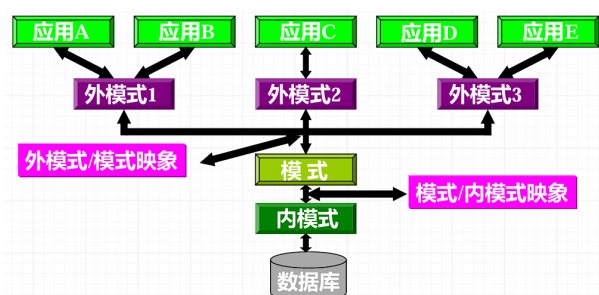 应用A
应用B
应用C
应用D
应用E
外模式1
外模式2
外模式3
外模式/模式映象
模 式
模式/内模式映象
内模式
数据库